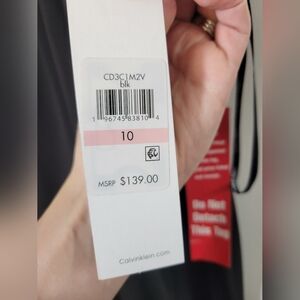 CD3C1M2V
blk
1 96745 83810 4
10
MSRP $139.00
Calvinklein.com
Do Not
Detach
This Tag